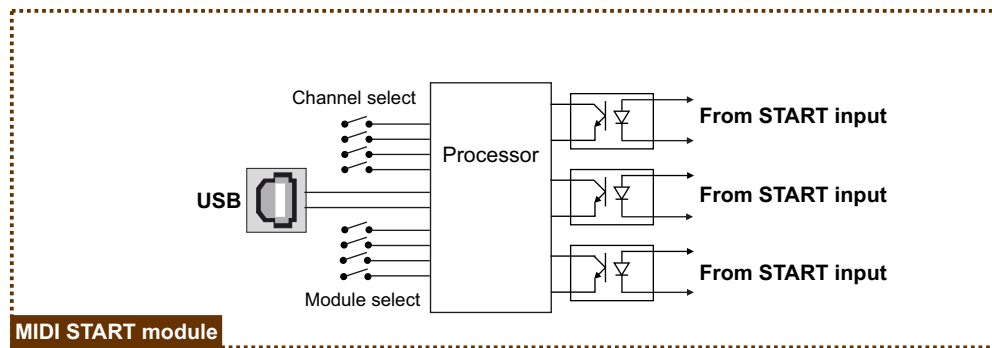 Channel select
Processor
USB
Module select
From START input
From START input
From START input
MIDI START module